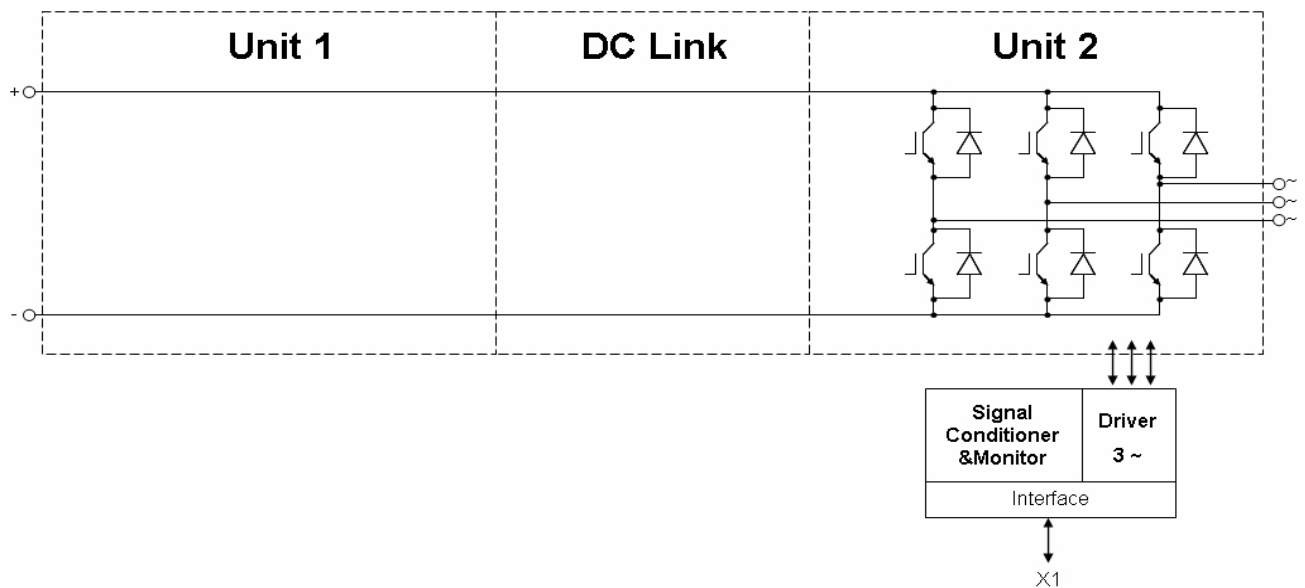 Unit 1
DC Link
Unit 2
+
~
~
~
-
Signal
Conditioner
&Monitor
Driver
3 ~
Interface
X1